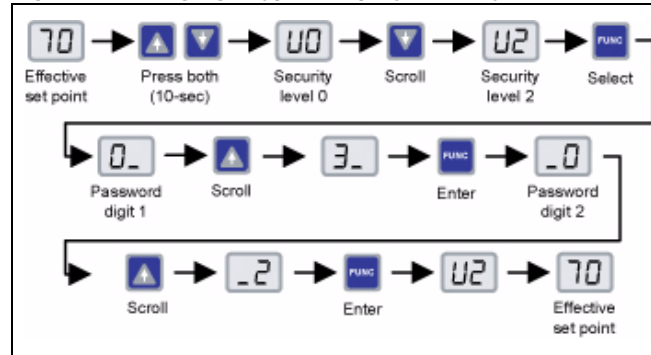 70 U0 U2 FUNC
Effective Press both Security Scroll Security Select
set point (10-sec) level 0 level 2
0_ 3_ FUNC _0
Password Scroll Enter Password
digit 1 digit 2
_2 FUNC U2 70
Scroll Enter Effective
set point